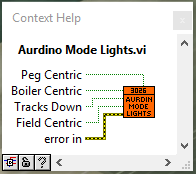 Context Help
Aurdino Mode Lights.vi
Peg Centric
Boiler Centric
Tracks Down
Field Centric
error in
3026
AURDIN
MODE
LIGHTS
?